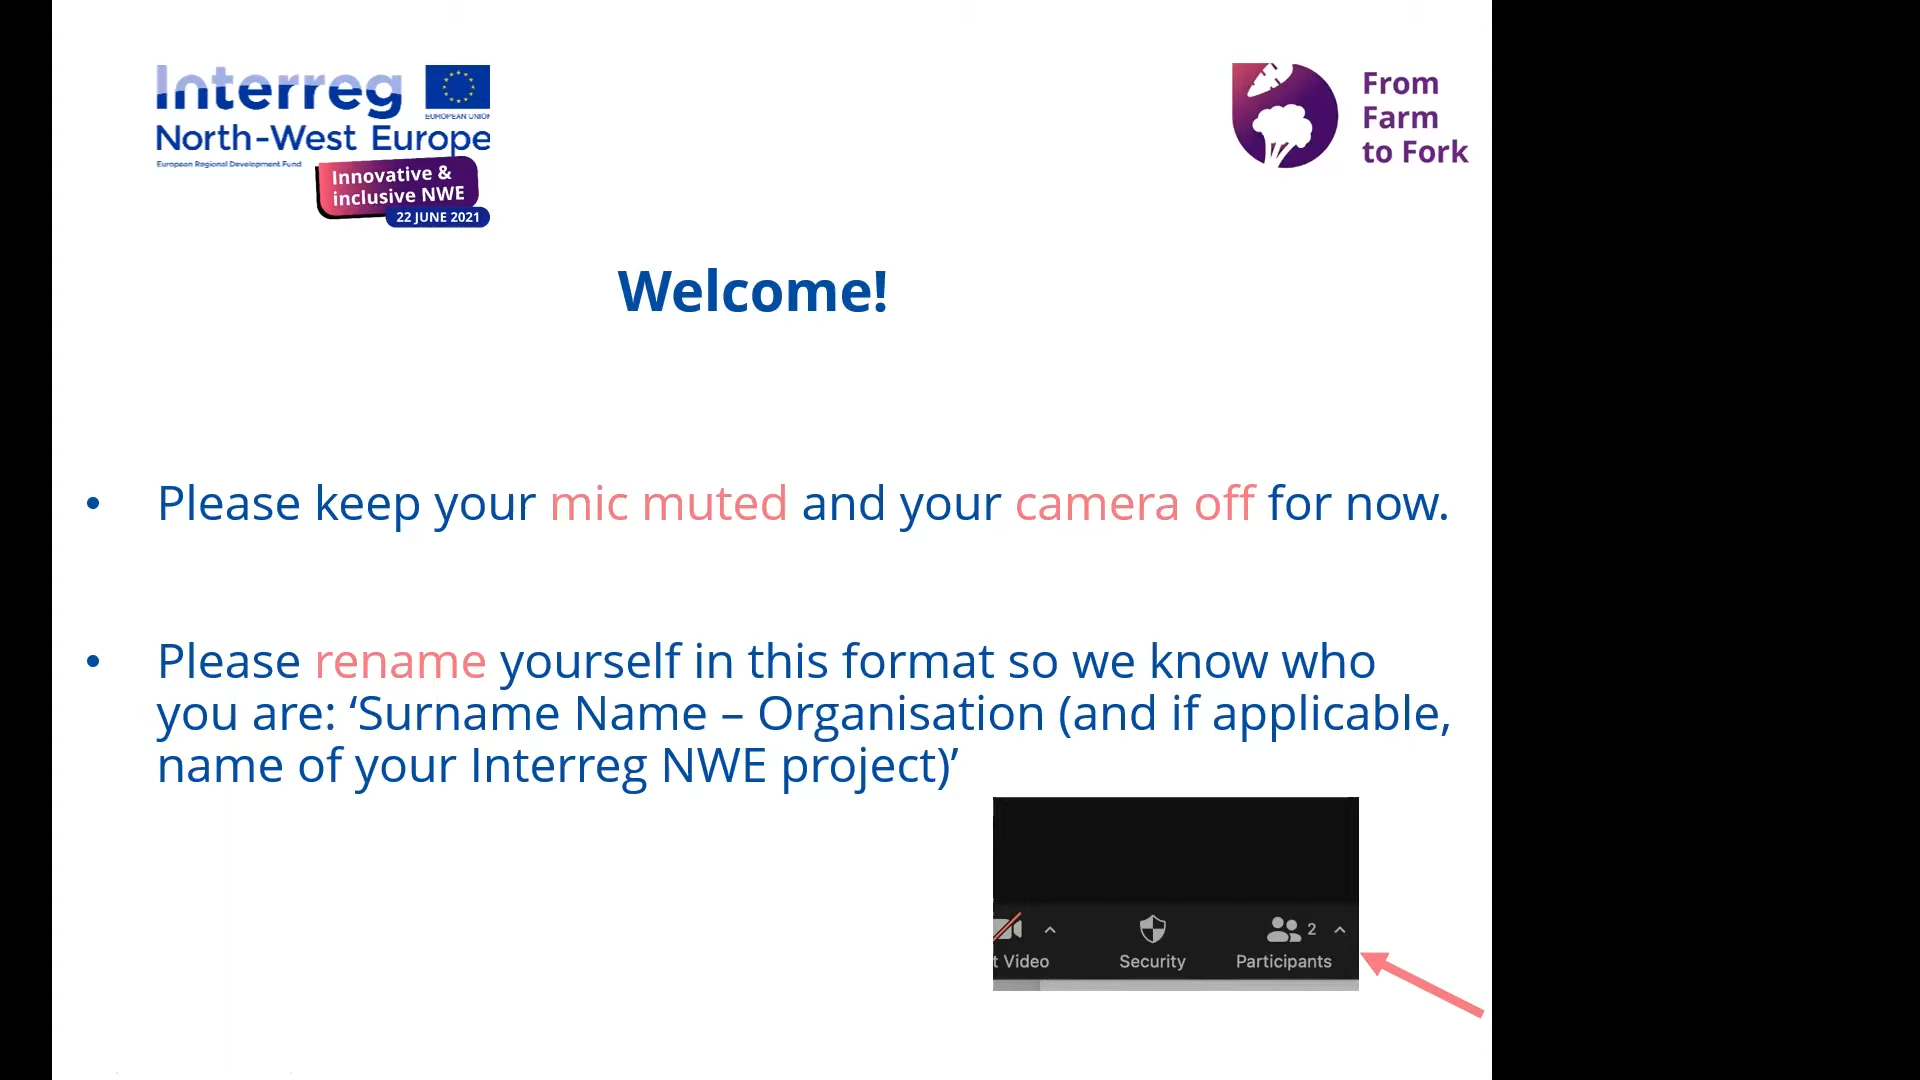 Interreg
EUROPEAN UNION
North-West Europe
European Regional Development Fund
Innovative &
inclusive NWE
22 JUNE 2021
From
Farm
to Fork
Welcome!
• Please keep your mic muted and your camera off for now.
• Please rename yourself in this format so we know who
you are: ‘Surname Name – Organisation (and if applicable,
name of your Interreg NWE project)’
t Video
Security
2
Participants